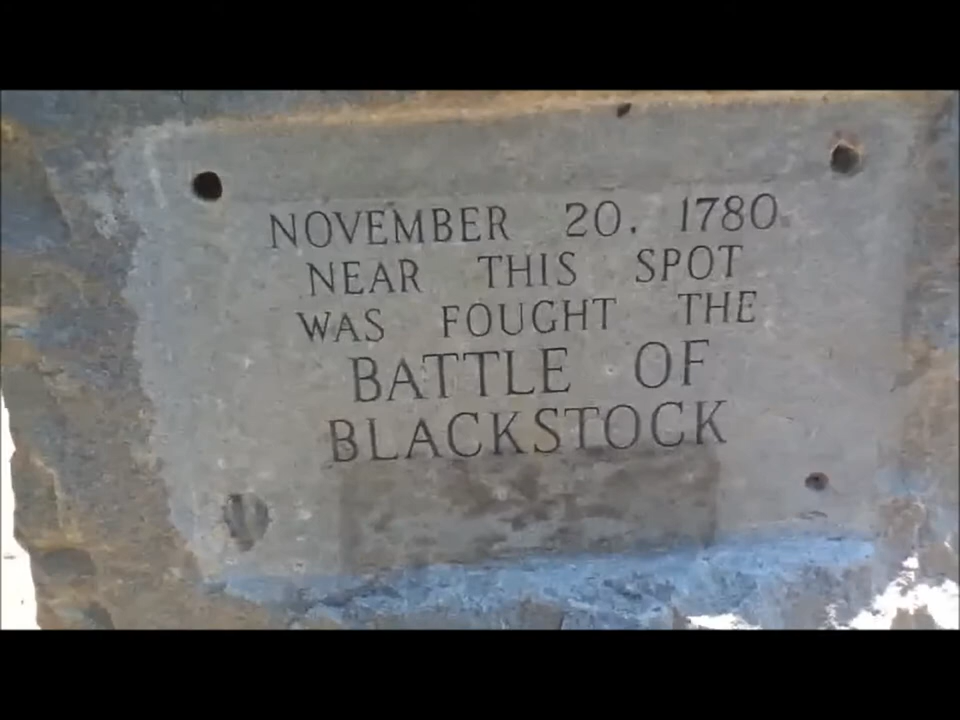 NOVEMBER 20. 1780
NEAR THIS SPOT
WAS FOUGHT THE
BATTLE OF
BLACKSTOCK